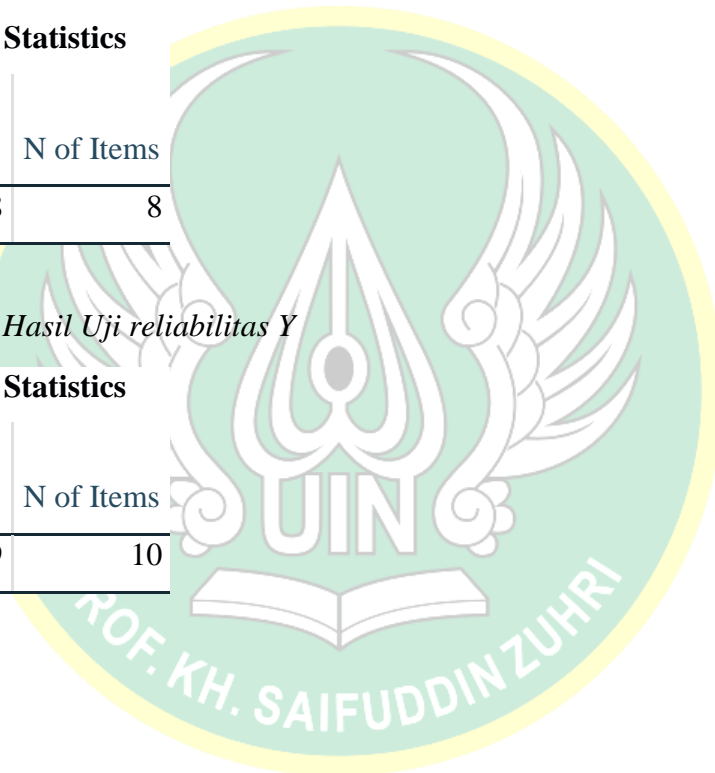 Statistics
N of Items
8
Hasil Uji reliabilitas Y
Statistics
N of Items
10
UIN
PROF. KH. SAIFUDDIN ZUHRI